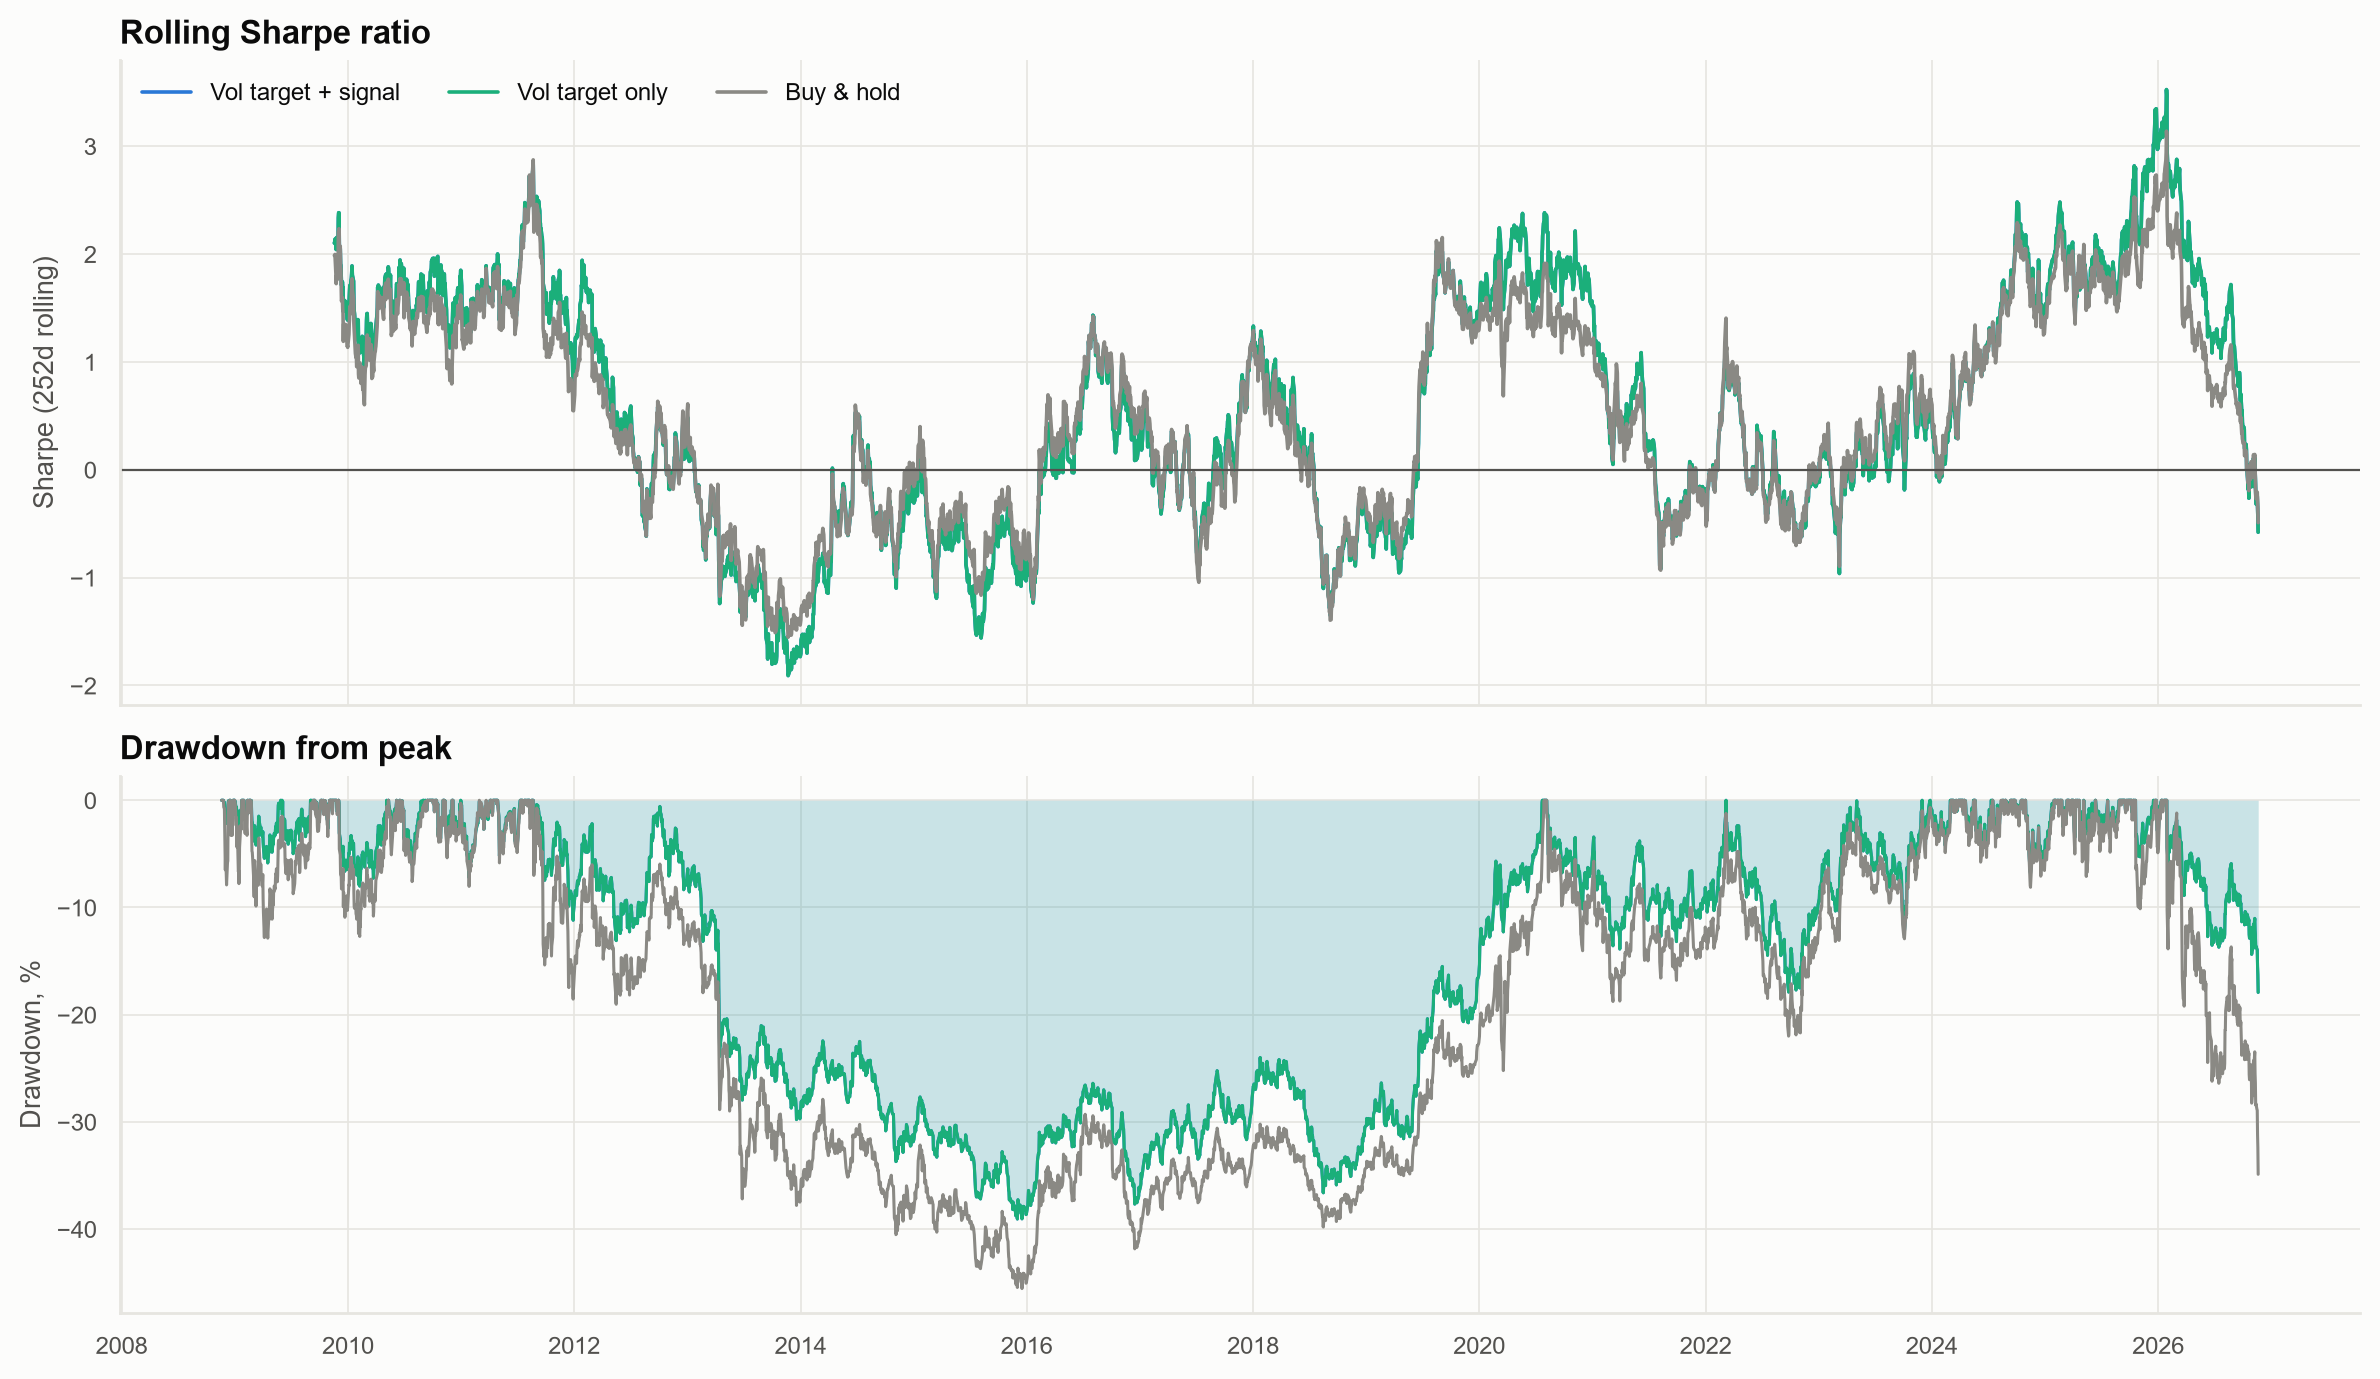 Rolling Sharpe ratio
Vol target + signal
Vol target only
Buy & hold
Sharpe (252d rolling)
3
2
1
0
−1
−2
Drawdown from peak
Drawdown, %
0
−10
−20
−30
−40
2008 2010 2012 2014 2016 2018 2020 2022 2024 2026